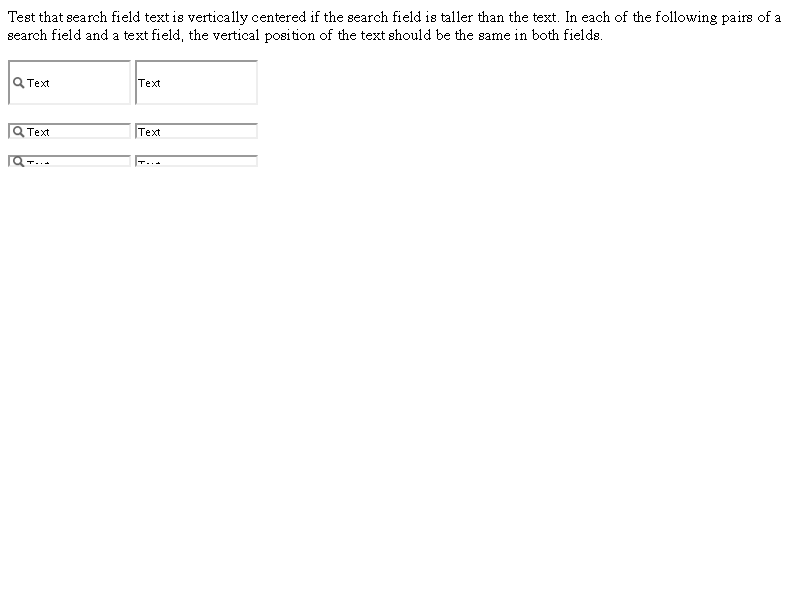 Test that search field text is vertically centered if the search field is taller than the text. In each of the following pairs of a
search field and a text field, the vertical position of the text should be the same in both fields.
Text Text
Text Text